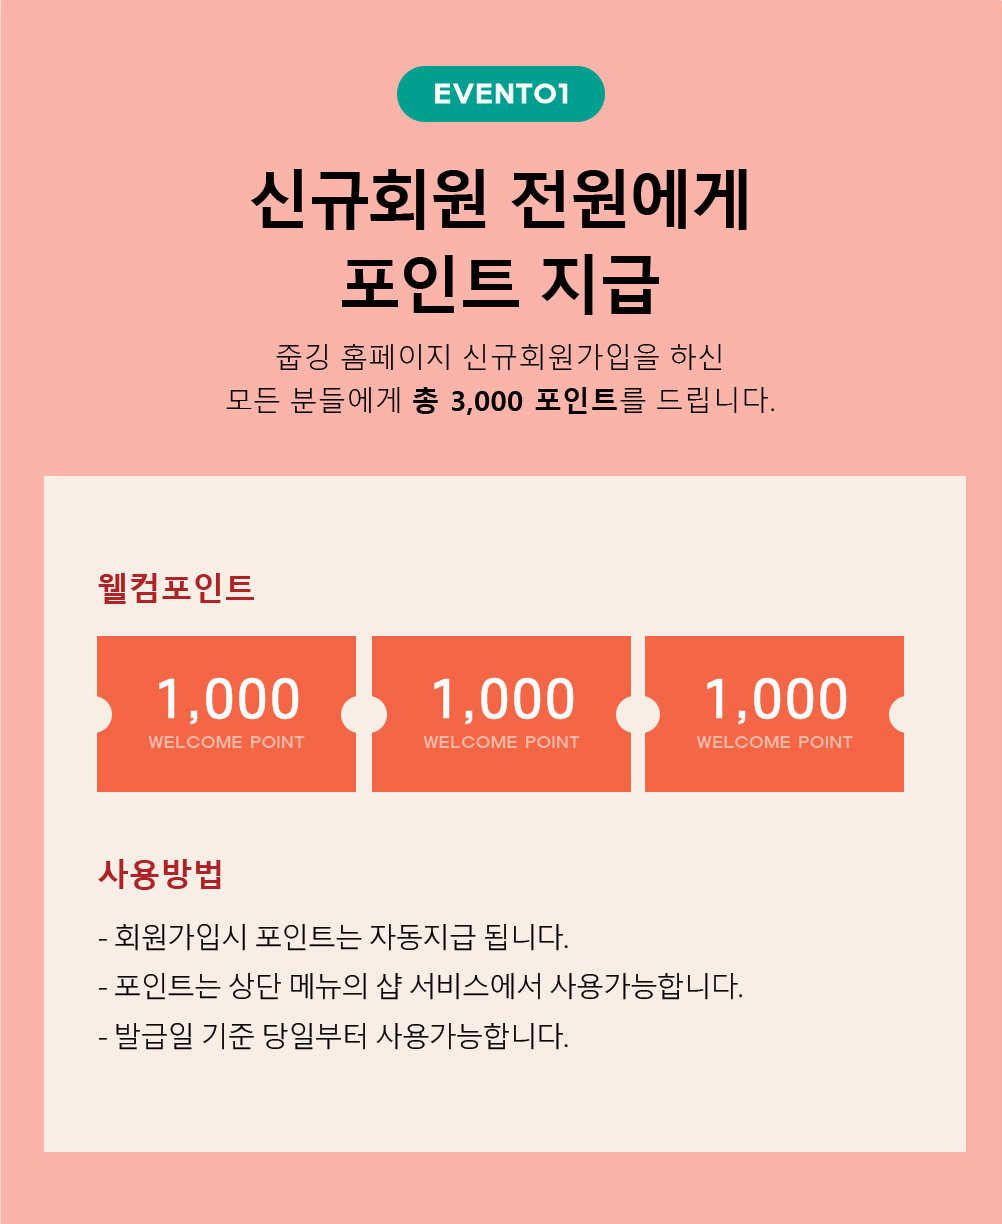 EVENT01
신규회원 전원에게
포인트 지급
줍깅 홈페이지 신규회원가입을 하신
모든 분들에게 총 3,000 포인트를 드립니다.
웰컴포인트
1,000
WELCOME POINT
1,000
WELCOME POINT
1,000
WELCOME POINT
사용방법
- 회원가입시 포인트는 자동지급 됩니다.
- 포인트는 상단 메뉴의 샵 서비스에서 사용가능합니다.
- 발급일 기준 당일부터 사용가능합니다.